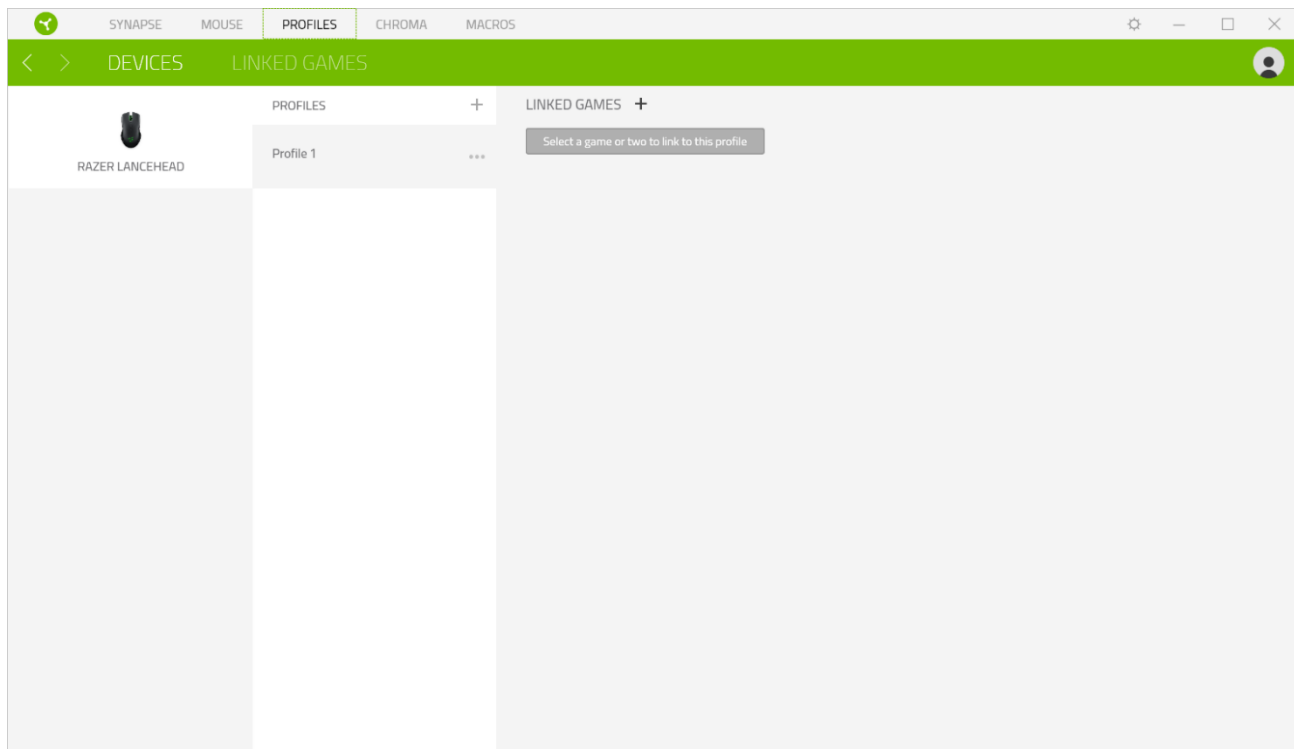 SYNAPSE MOUSE PROFILES CHROMA MACROS
DEVICES LINKED GAMES
RAZER LANCEHEAD
PROFILES
Profile 1
LINKED GAMES
Select a game or two to link to this profile